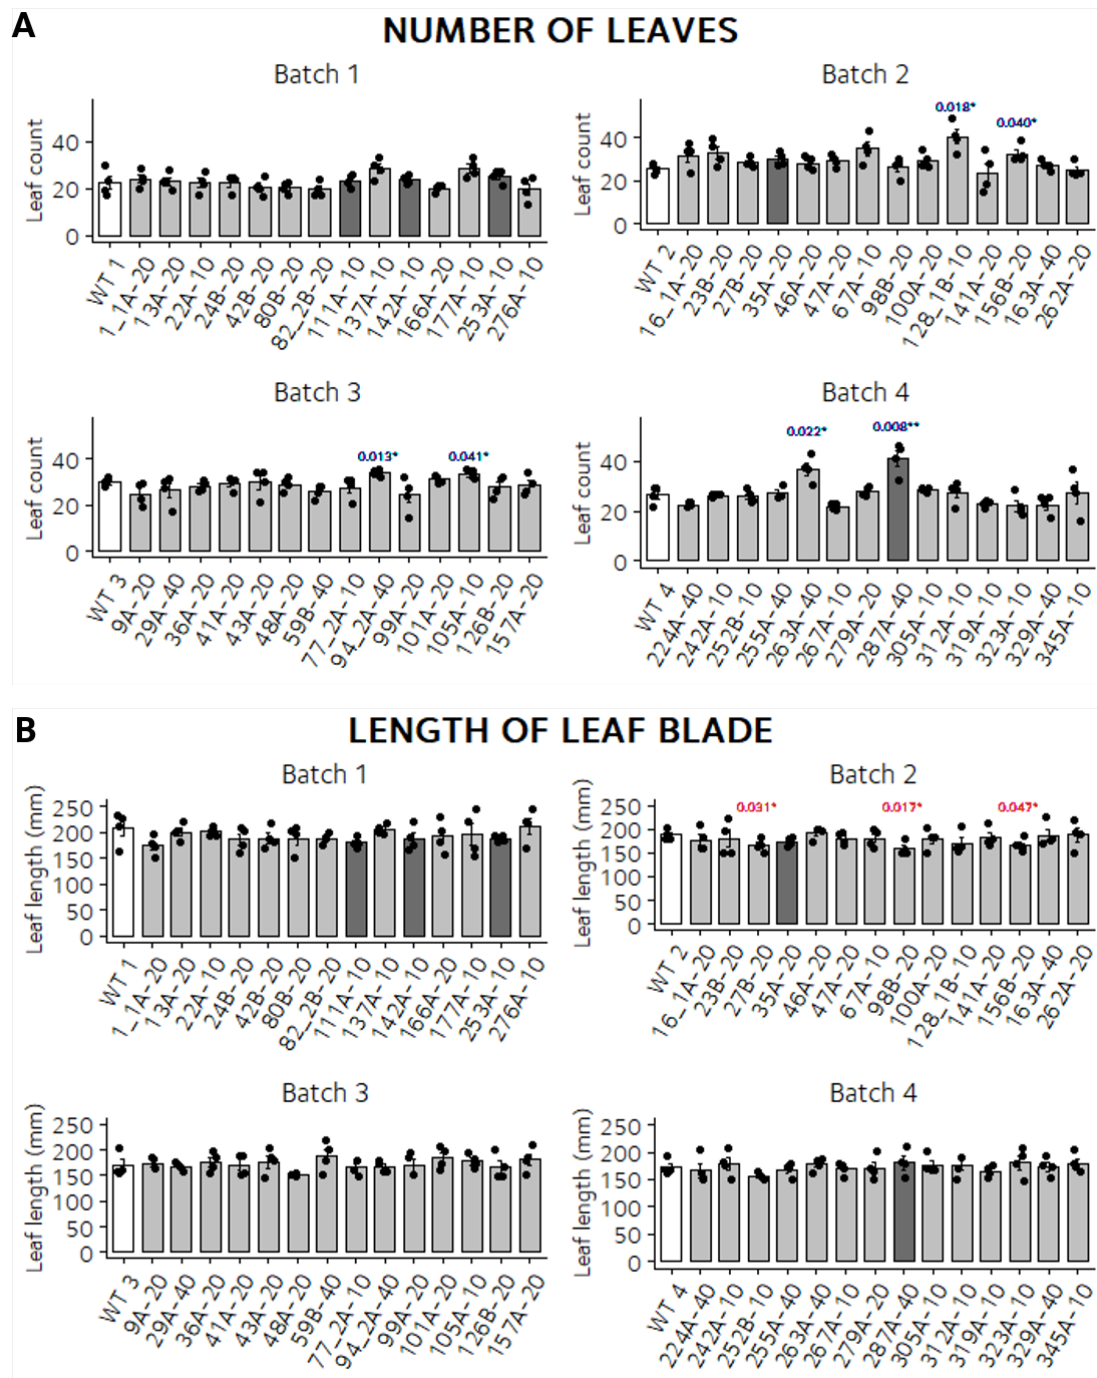 A
NUMBER OF LEAVES
Batch 1
Leaf count
40
20
0
WT 1
1_1A-20
13A-20
22A-10
24B-20
42B-20
80B-20
82_2B-20
111A-10
137A-10
142A-10
166A-20
177A-10
253A-10
276A-10
Batch 2
Leaf count
40
20
0
0.018*
0.040*
WT 2
16_1A-20
23B-20
27B-20
35A-20
46A-20
47A-20
67A-10
98B-20
100A-20
128_1B-10
141A-20
156B-20
163A-40
262A-20
Batch 3
Leaf count
40
20
0
0.013*
0.041*
WT 3
9A-20
29A-40
36A-20
41A-20
43A-20
48A-20
59B-40
77_2A-10
94_2A-40
99A-20
101A-20
105A-10
126B-20
157A-20
Batch 4
Leaf count
40
20
0
0.022*
0.008**
WT 4
224A-40
242A-10
252B-10
255A-40
263A-40
267A-10
279A-20
287A-40
305A-10
312A-10
319A-10
323A-10
329A-40
345A-10
B
LENGTH OF LEAF BLADE
Batch 1
Leaf length (mm)
250
200
150
100
50
0
WT 1
1_1A-20
13A-20
22A-10
24B-20
42B-20
80B-20
82_2B-20
111A-10
137A-10
142A-10
166A-20
177A-10
253A-10
276A-10
Batch 2
Leaf length (mm)
250
200
150
100
50
0
0.031*
0.017*
0.047*
WT 2
16_1A-20
23B-20
27B-20
35A-20
46A-20
47A-20
67A-10
98B-20
100A-20
128_1B-10
141A-20
156B-20
163A-40
262A-20
Batch 3
Leaf length (mm)
250
200
150
100
50
0
WT 3
9A-20
29A-40
36A-20
41A-20
43A-20
48A-20
59B-40
77_2A-10
94_2A-40
99A-20
101A-20
105A-10
126B-20
157A-20
Batch 4
Leaf length (mm)
250
200
150
100
50
0
WT 4
224A-40
242A-10
252B-10
255A-40
263A-40
267A-10
279A-20
287A-40
305A-10
312A-10
319A-10
323A-10
329A-40
345A-10